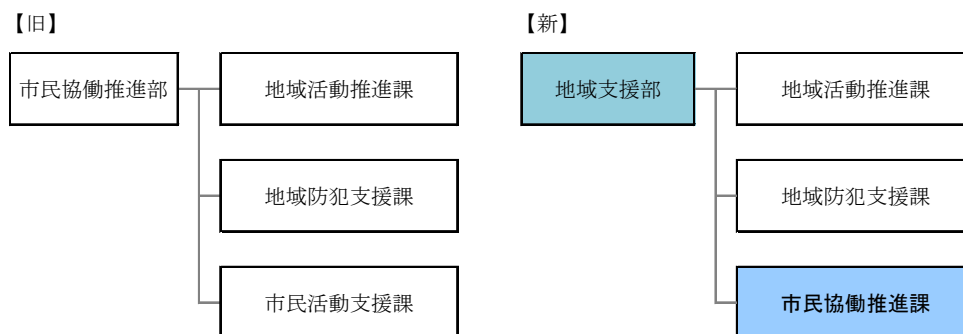 【旧】
【新】
市民協働推進部
地域活動推進課
地域防犯支援課
市民活動支援課
地域支援部
地域活動推進課
地域防犯支援課
市民協働推進課